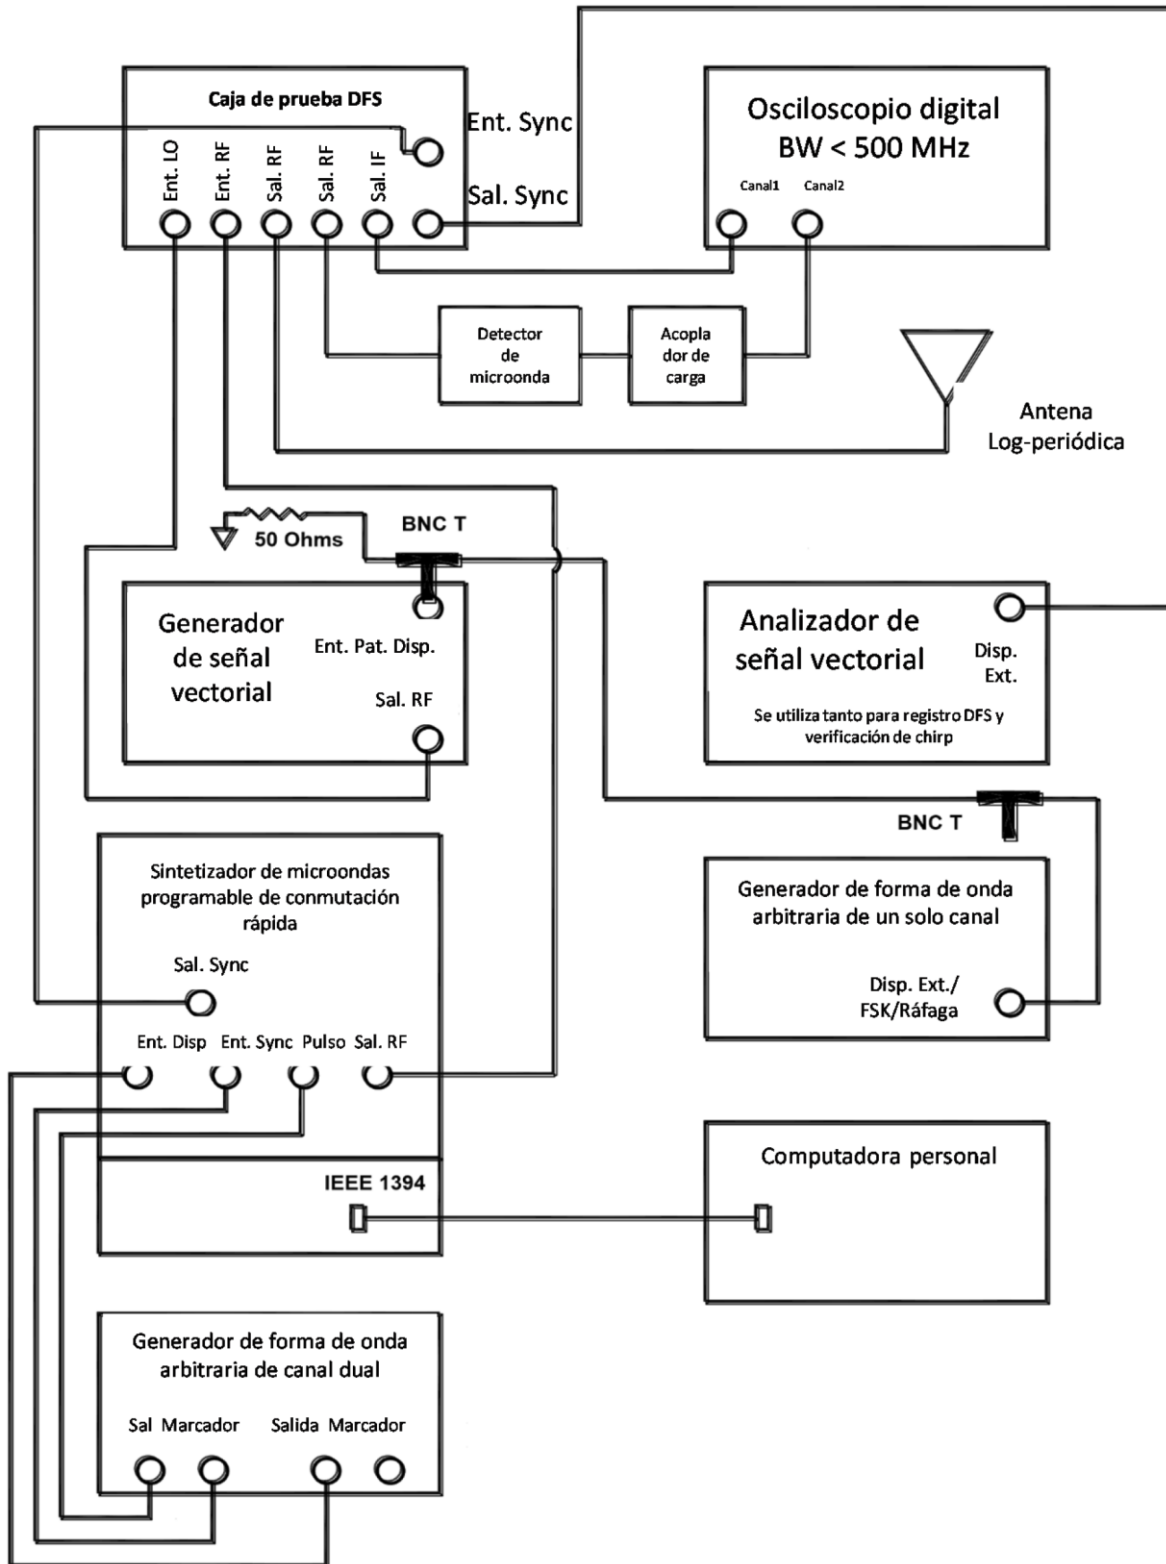 Caja de prueba DFS
Ent. Sync
Ent. LO
Ent. RF
Sal. RF
Sal. RF
Sal. IF
Sal. Sync
Osciloscopio digital
BW < 500 MHz
Canal1
Canal2
Detector
de
microonda
Acopla
dor de
carga
Antena
Log-periódica
50 Ohms
BNC T
Generador
de señal
vectorial
Ent. Pat. Disp.
Sal. RF
Analizador de
señal vectorial
Disp.
Ext.
Se utiliza tanto para registro DFS y
verificación de chirp
BNC T
Sintetizador de microondas
programable de conmutación
rápida
Sal. Sync
Ent. Disp
Ent. Sync
Pulso
Sal. RF
IEEE 1394
Generador de forma de onda
arbitraria de un solo canal
Disp. Ext./
FSK/Ráfaga
Computadora personal
Generador de forma de onda
arbitraria de canal dual
Sal Marcador
Salida Marcador